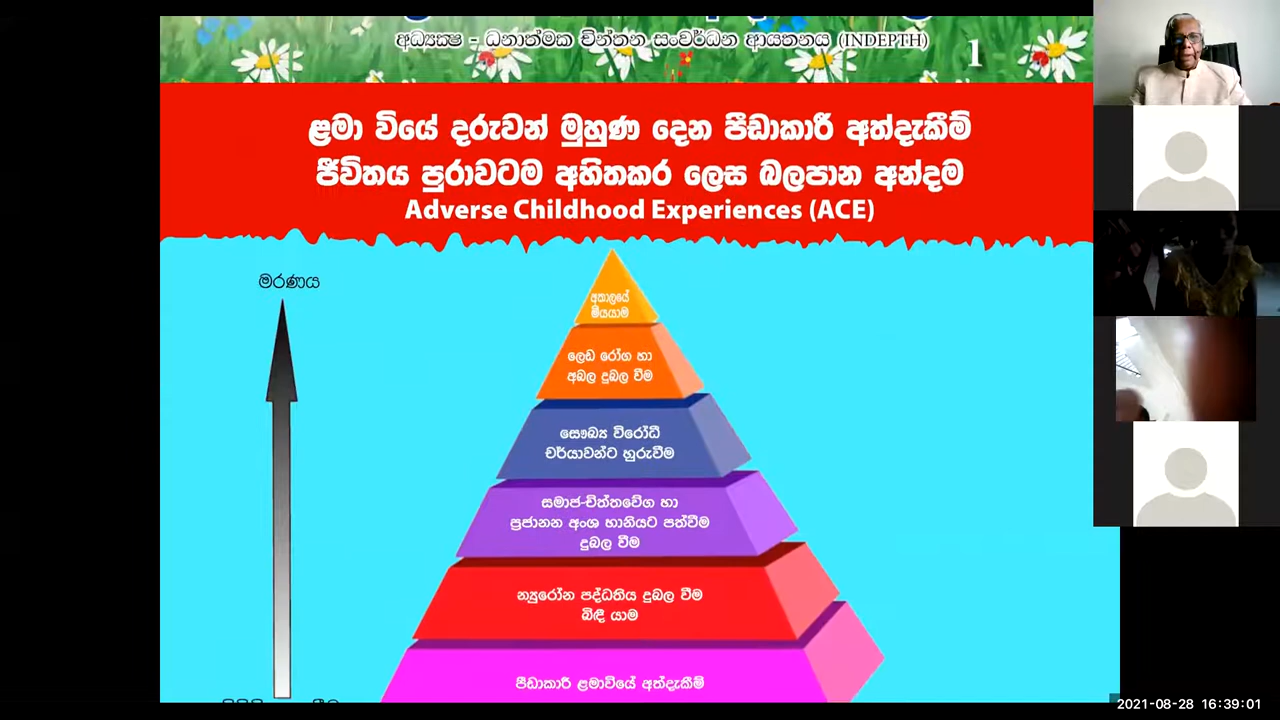 අධ්‍යක්ෂ - ධනාත්මක චින්තන සංවර්ධන ආයතනය (INDEPTH)
1
ළමා වියේ දරුවන් මුහුණ දෙන පීඩාකාරී අත්දැකීම්
ජීවිතය පුරාවටම අහිතකර ලෙස බලපාන අන්දම
Adverse Childhood Experiences (ACE)
මරණය
අකාලයේ
මියයාම
ලෙඩ රෝග හා
අබල දුබල වීම
සෞඛ්‍ය විරෝධී
චර්යාවන්ට හුරුවීම
සමාජ-චිත්තවේග හා
ප්‍රජානන අංශ හානියට පත්වීම
දුබල වීම
න්‍යුරෝන පද්ධතිය දුබල වීම
බිඳී යාම
පීඩාකාරී ළමාවියේ අත්දැකීම්
2021-08-28 16:39:01